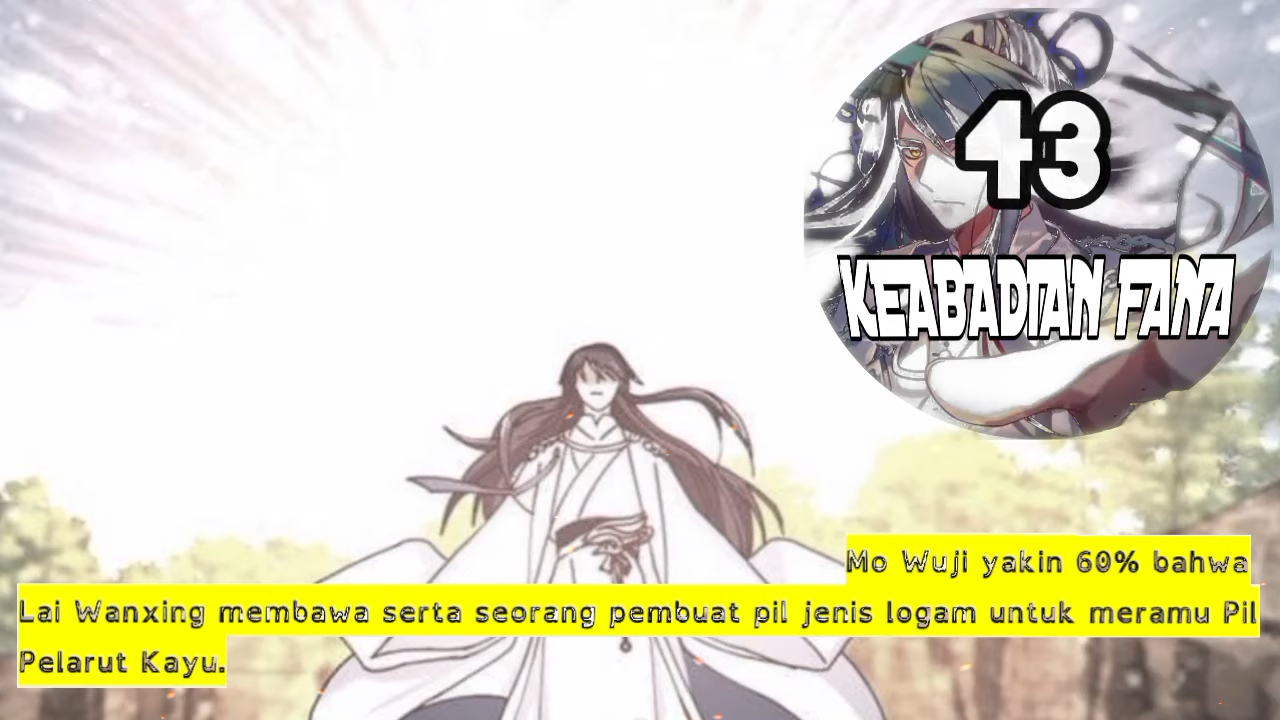 43
KEABADIAN FANA
Mo Wuji yakin 60% bahwa
Lai Wanxing membawa serta seorang pembuat pil jenis logam untuk meramu Pil
Pelarut Kayu.